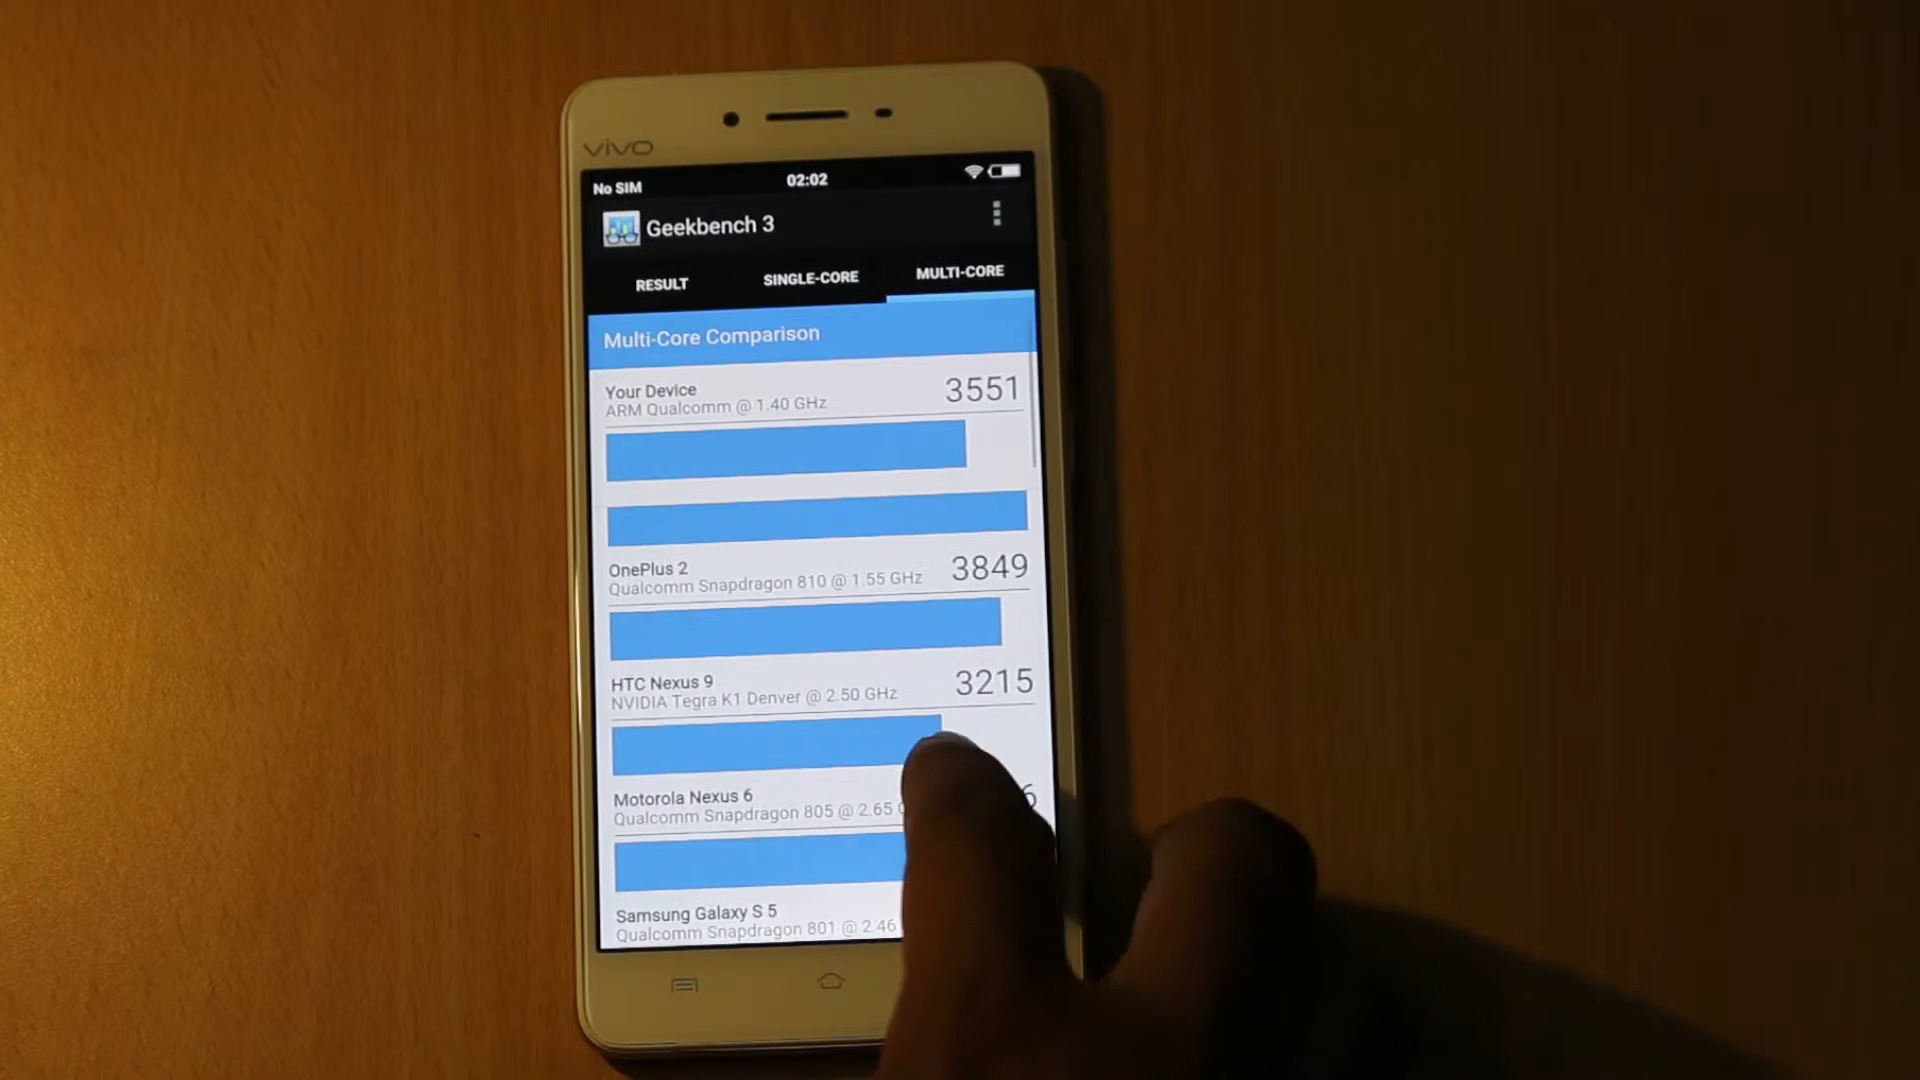 vivo
No SIM
02:02
Geekbench 3
RESULT
SINGLE-CORE
MULTI-CORE
Multi-Core Comparison
Your Device
3551
ARM Qualcomm @ 1.40 GHz
OnePlus 2
3849
Qualcomm Snapdragon 810 @ 1.55 GHz
HTC Nexus 9
3215
NVIDIA Tegra K1 Denver @ 2.50 GHz
Motorola Nexus 6
6
Qualcomm Snapdragon 805 @ 2.65
Samsung Galaxy S 5
Qualcomm Snapdragon 801 @ 2.46